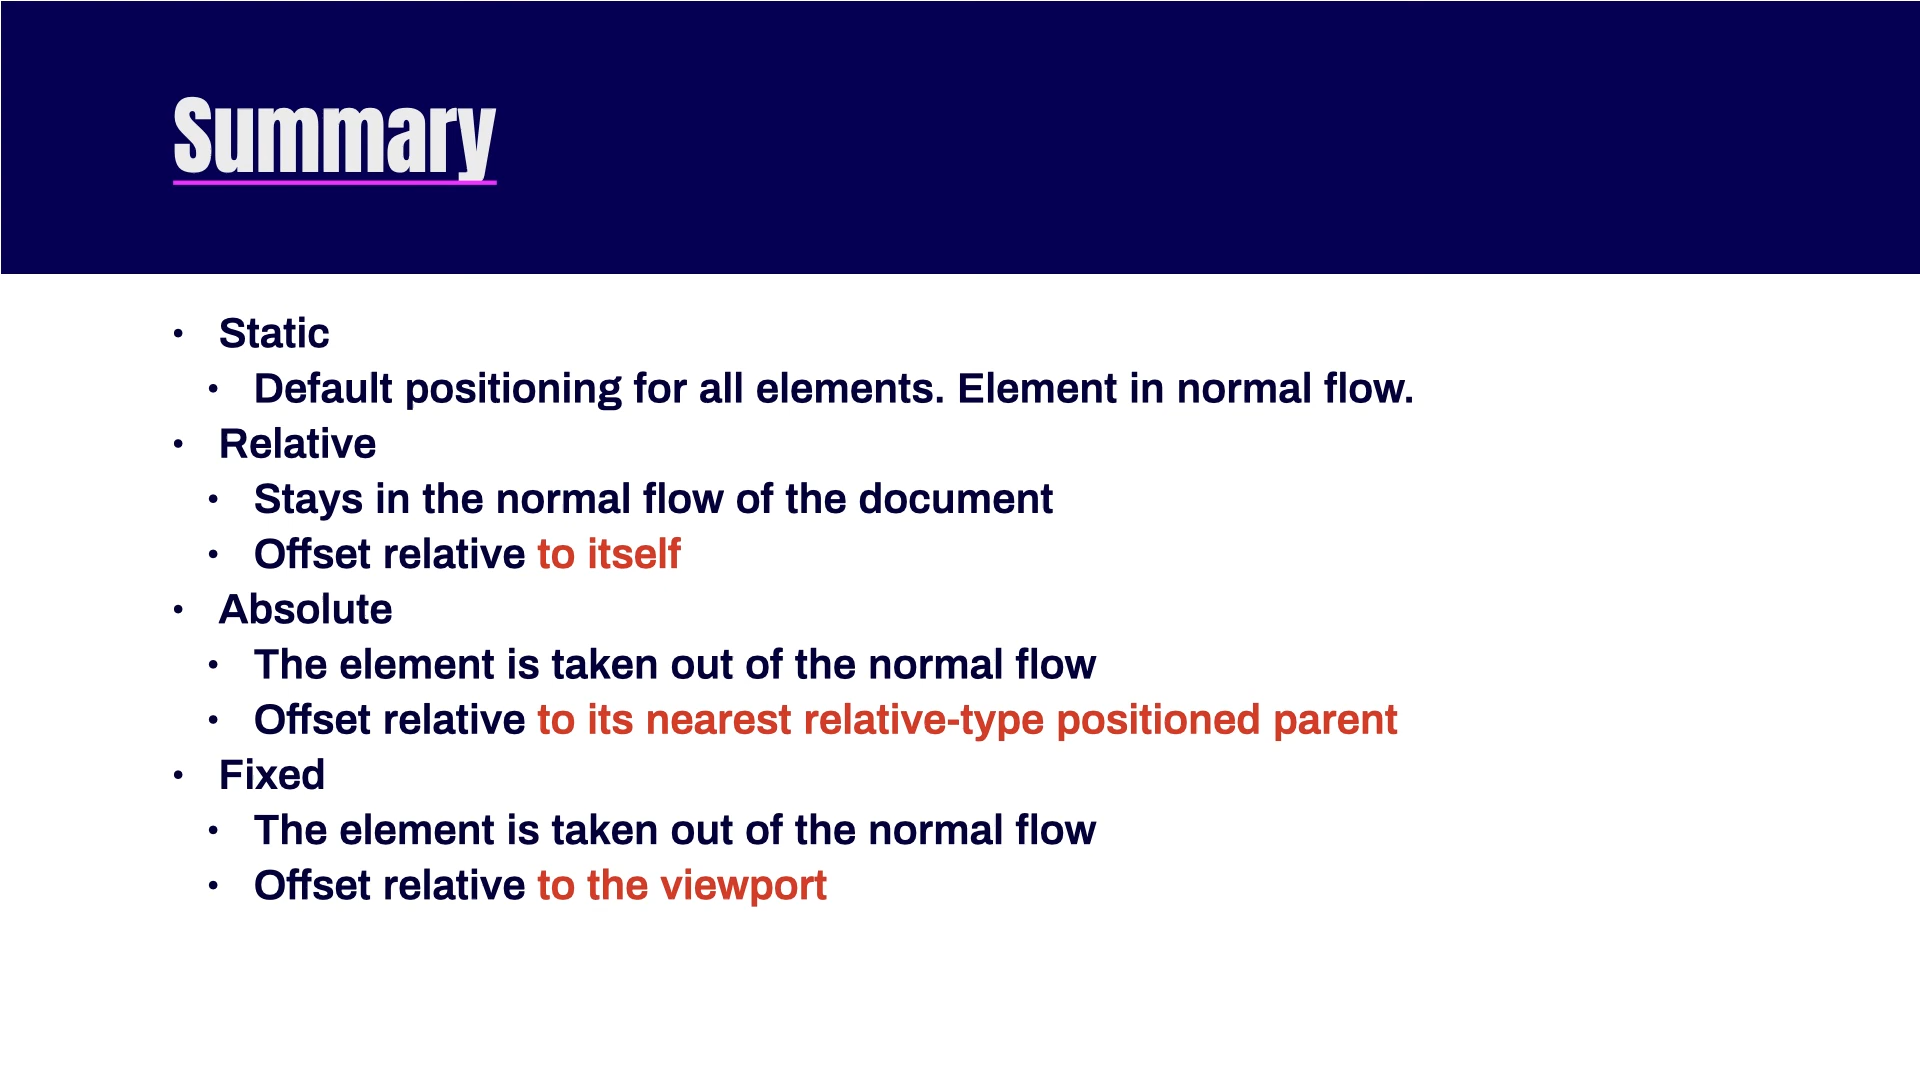 Summary
• Static
• Default positioning for all elements. Element in normal flow.
• Relative
• Stays in the normal flow of the document
• Offset relative to itself
• Absolute
• The element is taken out of the normal flow
• Offset relative to its nearest relative-type positioned parent
• Fixed
• The element is taken out of the normal flow
• Offset relative to the viewport